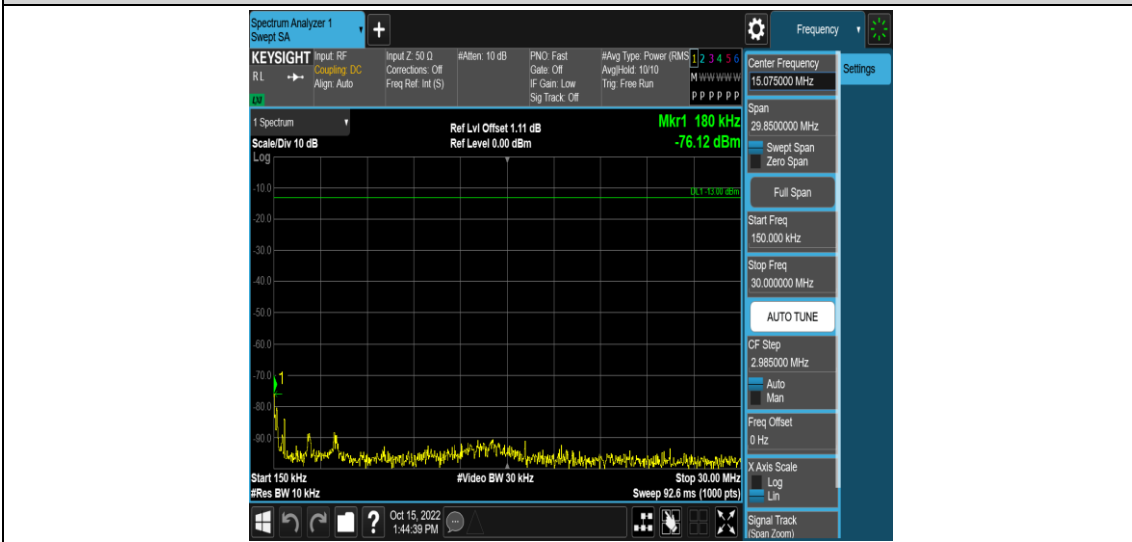 Spectrum Analyzer 1
Swept SA
+
Frequency
KEYSIGHT
RL
Input: RF
Coupling: DC
Align: Auto
Input Z: 50 Ω
Corrections: Off
Freq Ref: Int (S)
#Atten: 10 dB
PNO: Fast
Gate: Off
IF Gain: Low
Sig Track: Off
#Avg Type: Power (RMS
Avg|Hold: 10/10
Trig: Free Run
1 2 3 4 5 6
M W W W W W
P P P P P P
1 Spectrum
Scale/Div 10 dB
Log
Ref Lvl Offset 1.11 dB
Ref Level 0.00 dBm
Mkr1 180 kHz
-76.12 dBm
DL1 -13.00 dBm
-10.0
-20.0
-30.0
-40.0
-50.0
-60.0
-70.0
1
-80.0
-90.0
Start 150 kHz
#Video BW 30 kHz
Stop 30.00 MHz
#Res BW 10 kHz
Sweep 92.6 ms (1000 pts)
?
Oct 15, 2022
1:44:39 PM
Center Frequency
15.075000 MHz
Settings
Span
29.8500000 MHz
Swept Span
Zero Span
Full Span
Start Freq
150.000 kHz
Stop Freq
30.000000 MHz
AUTO TUNE
CF Step
2.985000 MHz
Auto
Man
Freq Offset
0 Hz
X Axis Scale
Log
Lin
Signal Track
(Span Zoom)